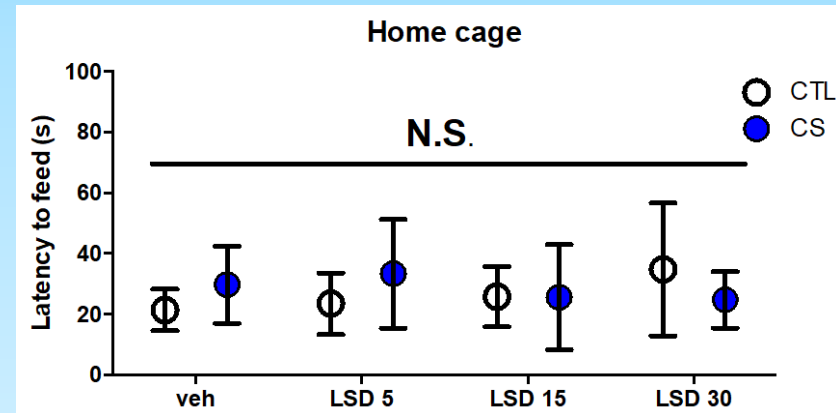 Home cage
100
80
60
40
20
0
Latency to feed (s)
N.S.
CTL
CS
veh LSD 5 LSD 15 LSD 30